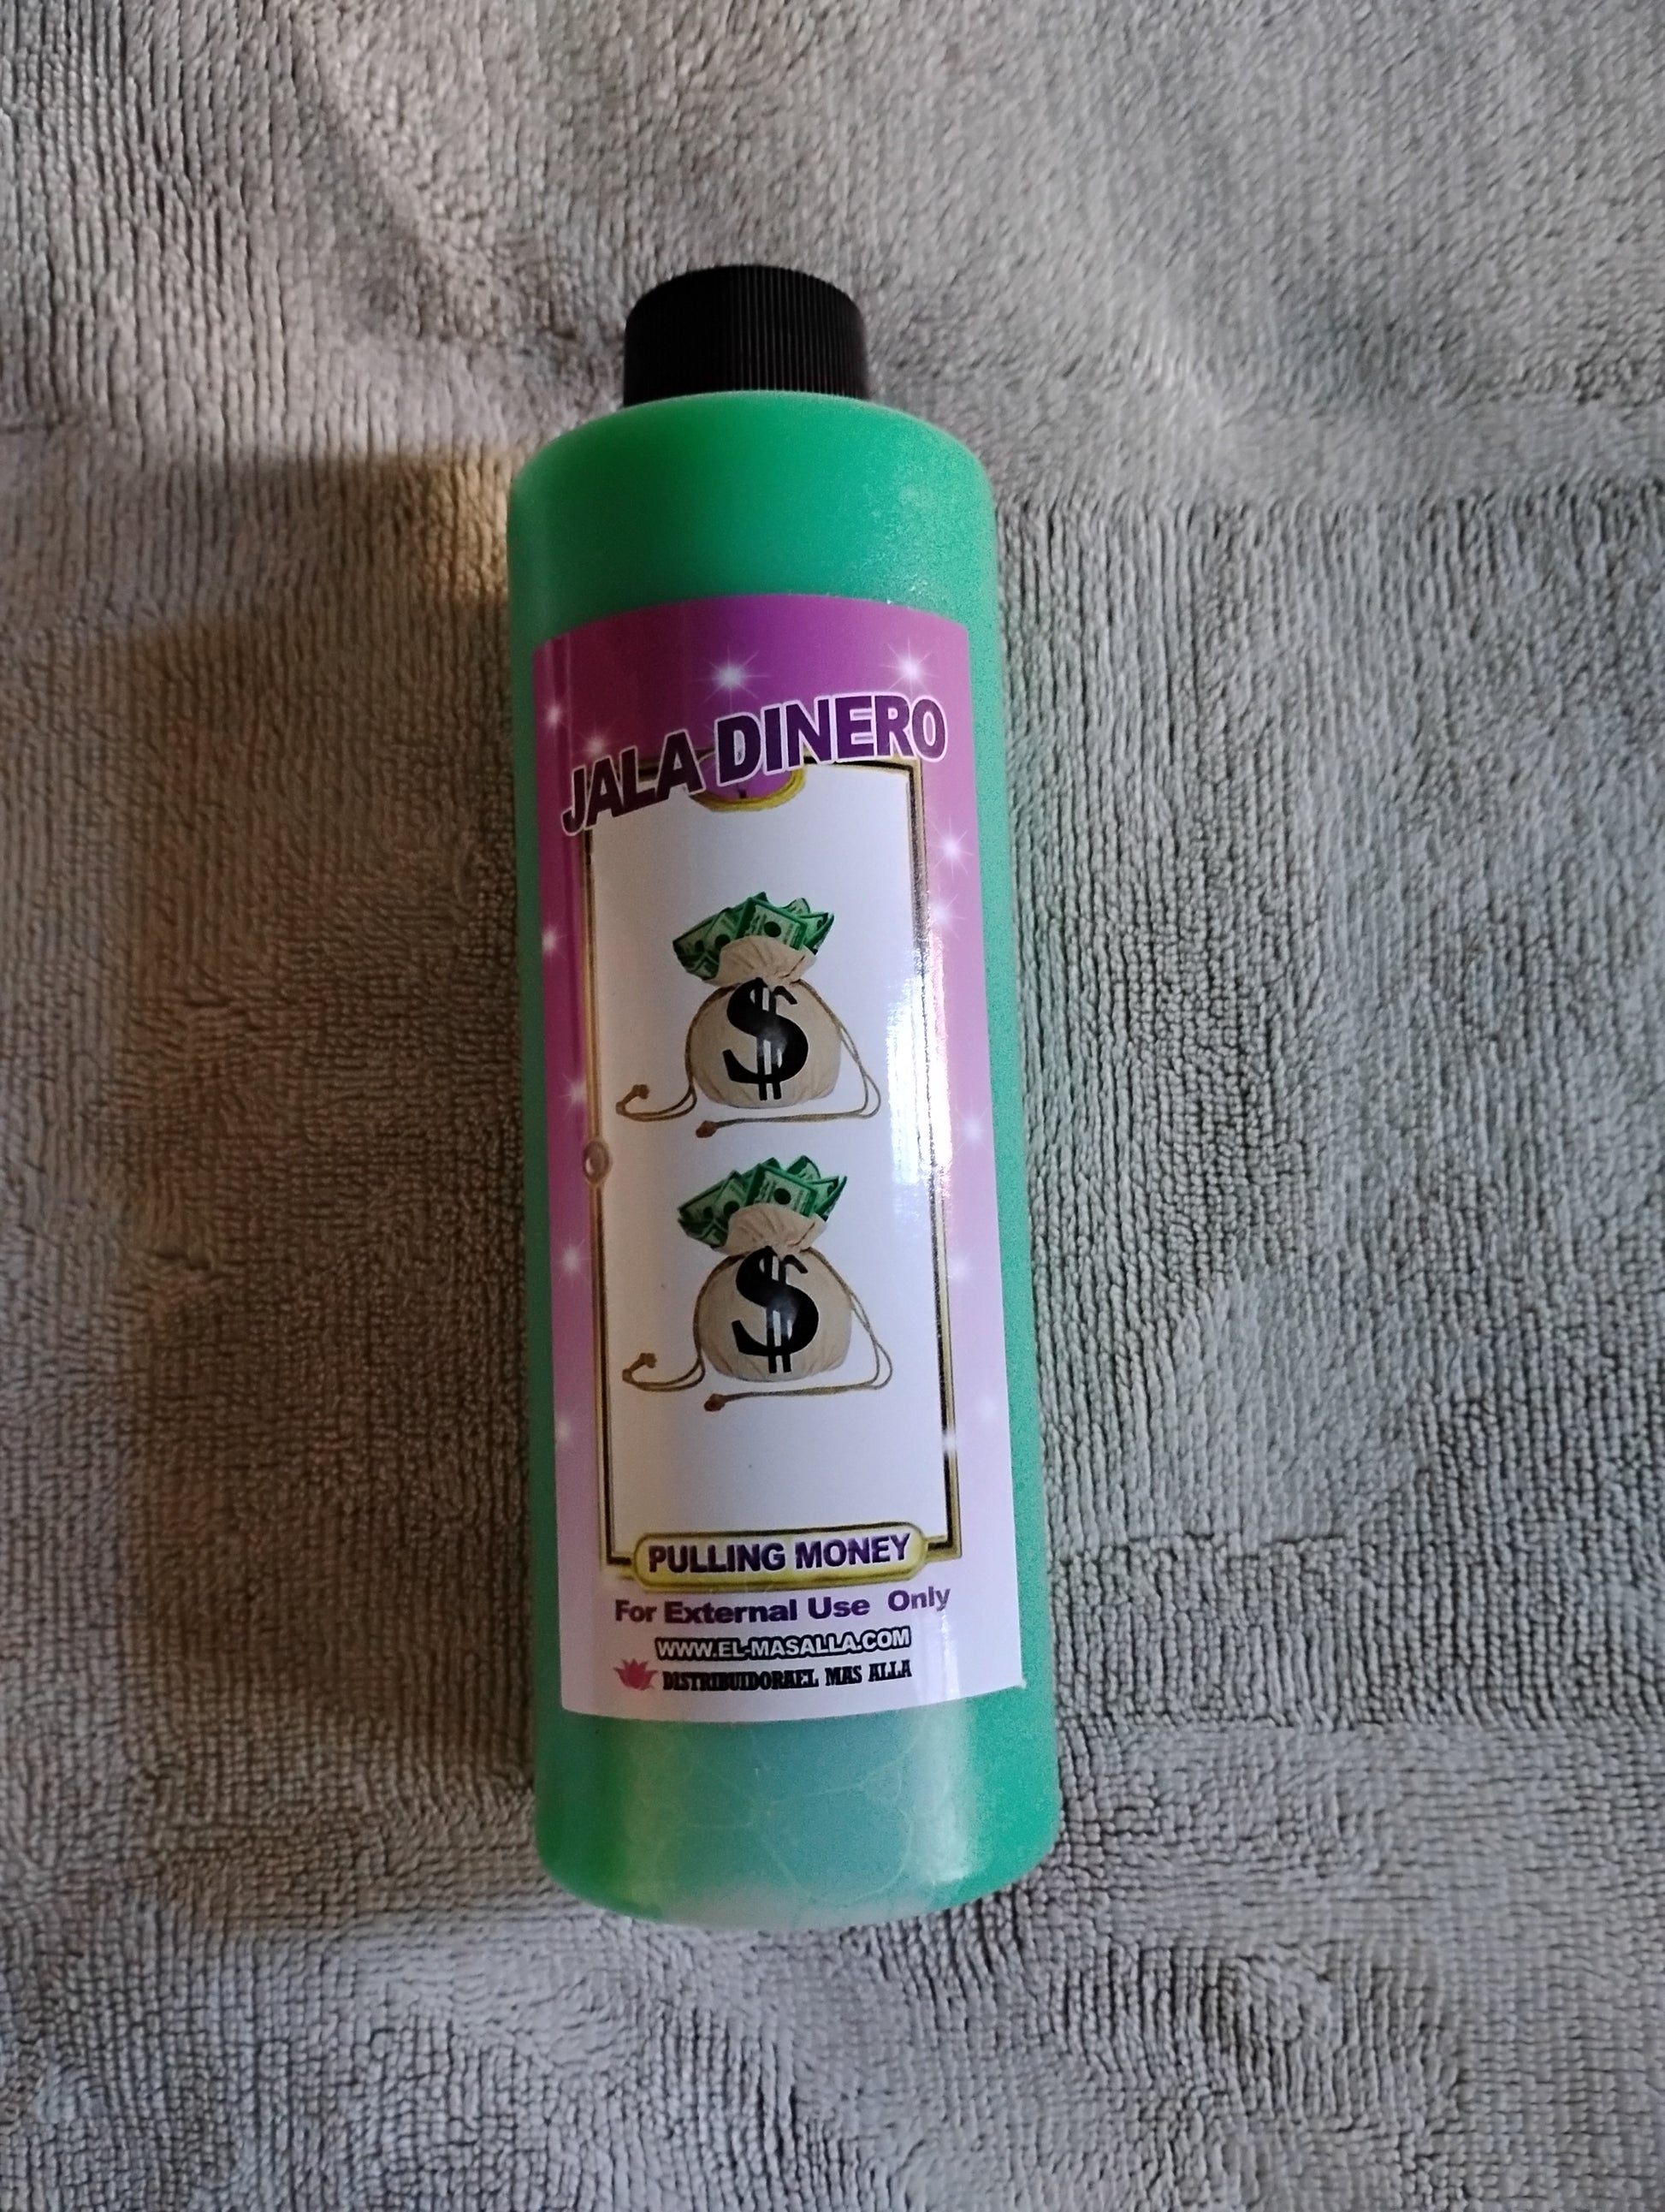 JALA DINERO
$
$
PULLING MONEY
For External Use Only
WWW.EL-MASALLA.COM
DISTRIBUIDORAEL MAS ALLA